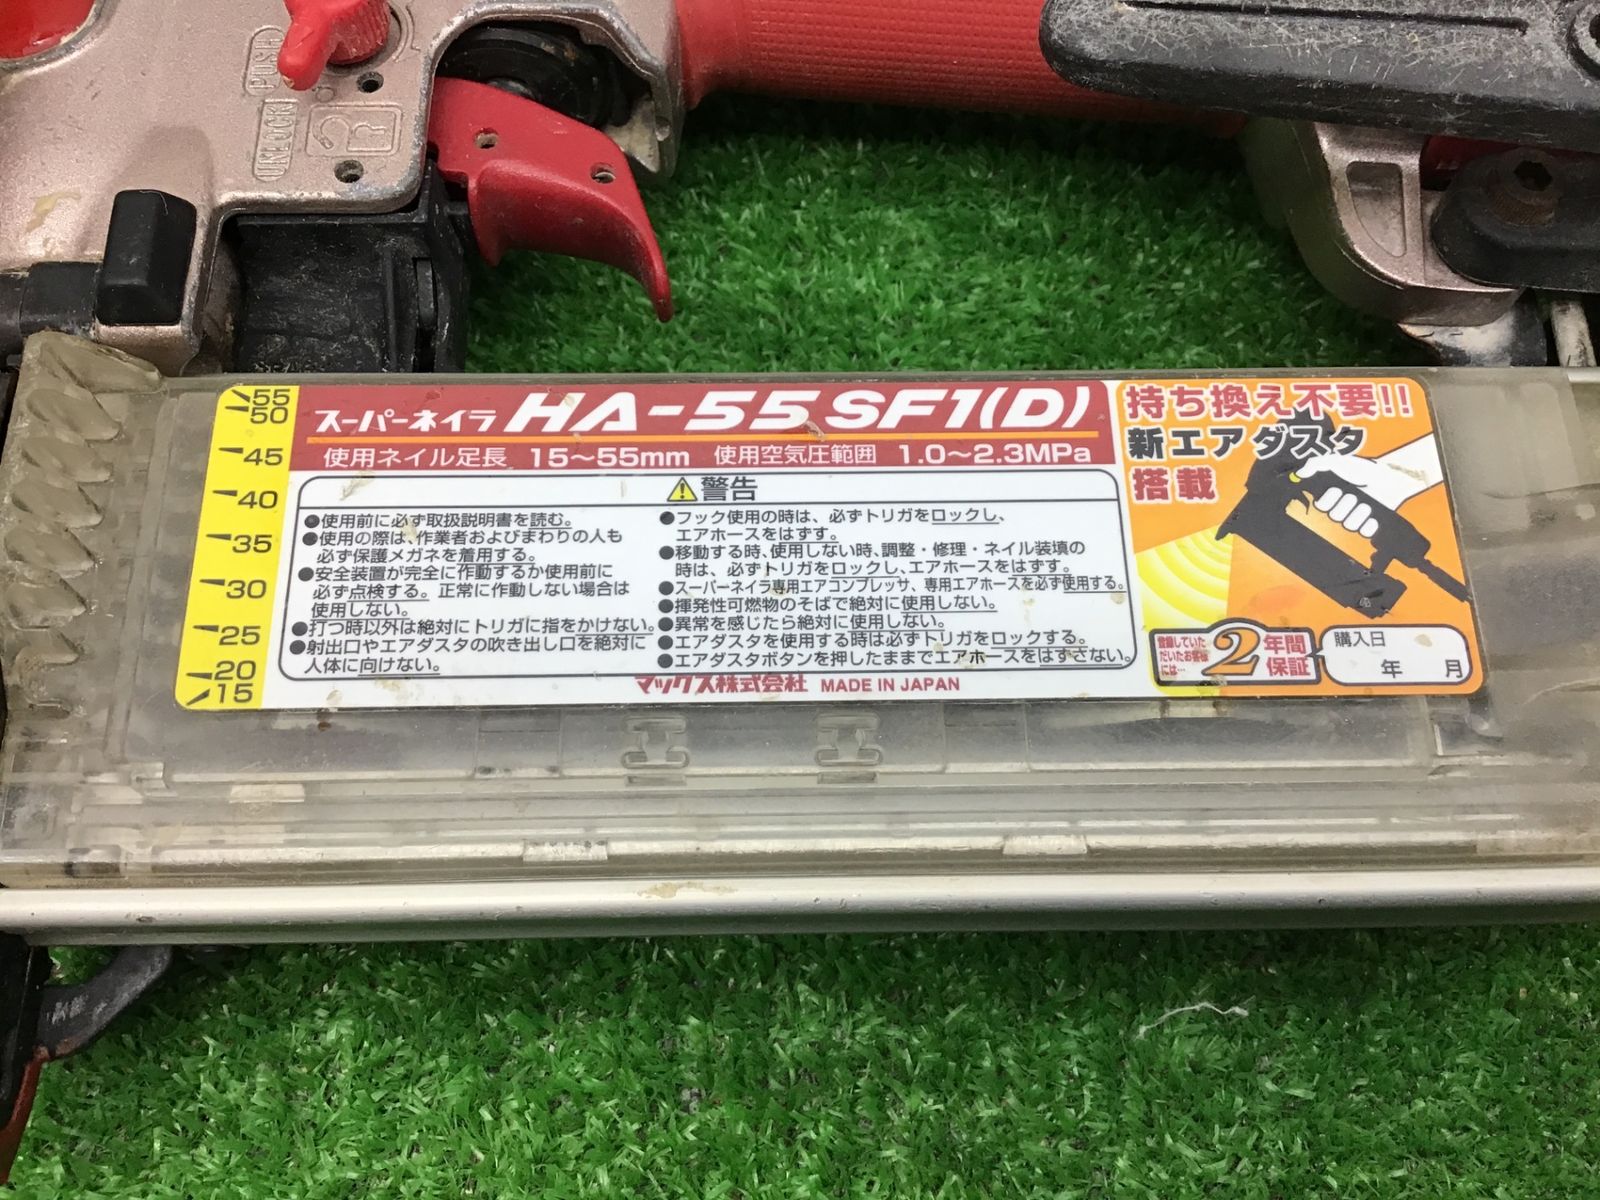 PUSH
UNLOCK
55
50
45
40
35
30
25
20
15
スーパーネイラ HA-55SF1(D)
使用ネイル足長 15～55mm 使用空気圧範囲 1.0～2.3MPa
警告
●使用前に必ず取扱説明書を読む。
●使用の際は、作業者およびまわりの人も
必ず保護メガネを着用する。
●安全装置が完全に作動するか使用前に
必ず点検する。正常に作動しない場合は
使用しない。
●打つ時以外は絶対にトリガに指をかけない。
●射出口やエアダスタの吹き出し口を絶対に
人体に向けない。
●フック使用の時は、必ずトリガをロックし、
エアホースをはずす。
●移動する時、使用しない時、調整・修理・ネイル装填の
時は、必ずトリガをロックし、エアホースをはずす。
●スーパーネイラ専用エアコンプレッサ、専用エアホースを必ず使用する。
●揮発性可燃物のそばで絶対に使用しない。
●異常を感じたら絶対に使用しない。
●エアダスタを使用する時は必ずトリガをロックする。
●エアダスタボタンを押したままでエアホースをはずさない。
マックス株式会社 MADE IN JAPAN
持ち換え不要!!
新エアダスタ
搭載
登録していた
だいたお客様
には…
2年間
保証
購入日
年 月